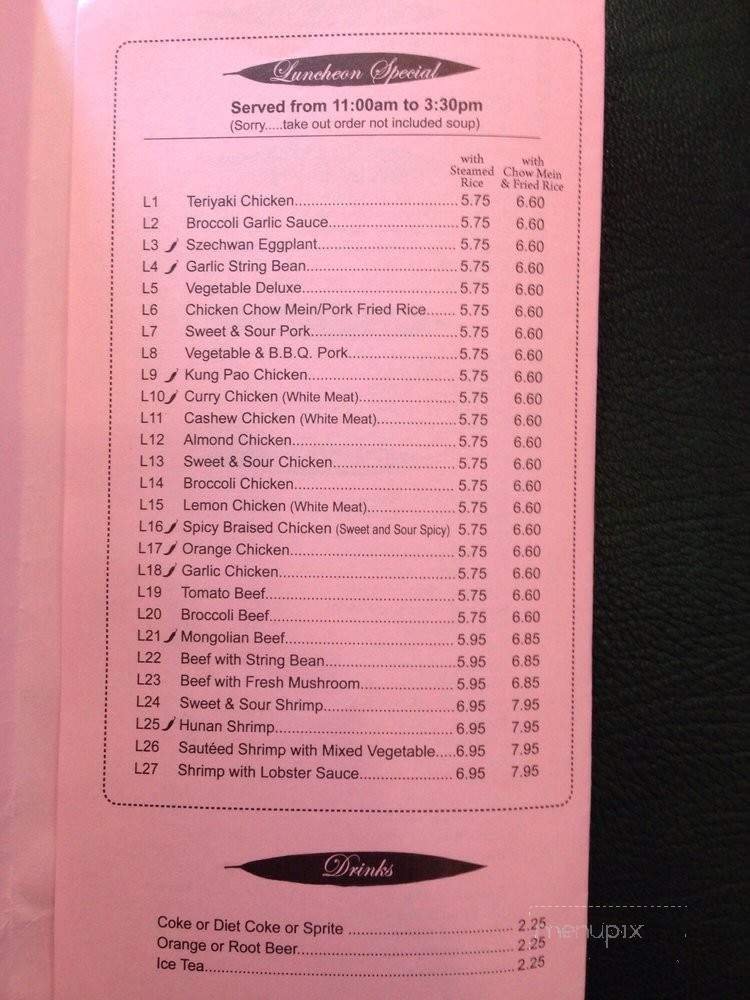 Luncheon Special
Served from 11:00am to 3:30pm
(Sorry.....take out order not included soup)
with Steamed Rice
with Chow Mein & Fried Rice
L1 Teriyaki Chicken 5.75 6.60
L2 Broccoli Garlic Sauce 5.75 6.60
L3 Szechwan Eggplant 5.75 6.60
L4 Garlic String Bean 5.75 6.60
L5 Vegetable Deluxe 5.75 6.60
L6 Chicken Chow Mein/Pork Fried Rice 5.75 6.60
L7 Sweet & Sour Pork 5.75 6.60
L8 Vegetable & B.B.Q. Pork 5.75 6.60
L9 Kung Pao Chicken 5.75 6.60
L10 Curry Chicken (White Meat) 5.75 6.60
L11 Cashew Chicken (White Meat) 5.75 6.60
L12 Almond Chicken 5.75 6.60
L13 Sweet & Sour Chicken 5.75 6.60
L14 Broccoli Chicken 5.75 6.60
L15 Lemon Chicken (White Meat) 5.75 6.60
L16 Spicy Braised Chicken (Sweet and Sour Spicy) 5.75 6.60
L17 Orange Chicken 5.75 6.60
L18 Garlic Chicken 5.75 6.60
L19 Tomato Beef 5.75 6.60
L20 Broccoli Beef 5.75 6.60
L21 Mongolian Beef 5.95 6.85
L22 Beef with String Bean 5.95 6.85
L23 Beef with Fresh Mushroom 5.95 6.85
L24 Sweet & Sour Shrimp 6.95 7.95
L25 Hunan Shrimp 6.95 7.95
L26 Sautéed Shrimp with Mixed Vegetable 6.95 7.95
L27 Shrimp with Lobster Sauce 6.95 7.95
Drinks
Coke or Diet Coke or Sprite 2.25
Orange or Root Beer 2.25
Ice Tea 2.25
menupix